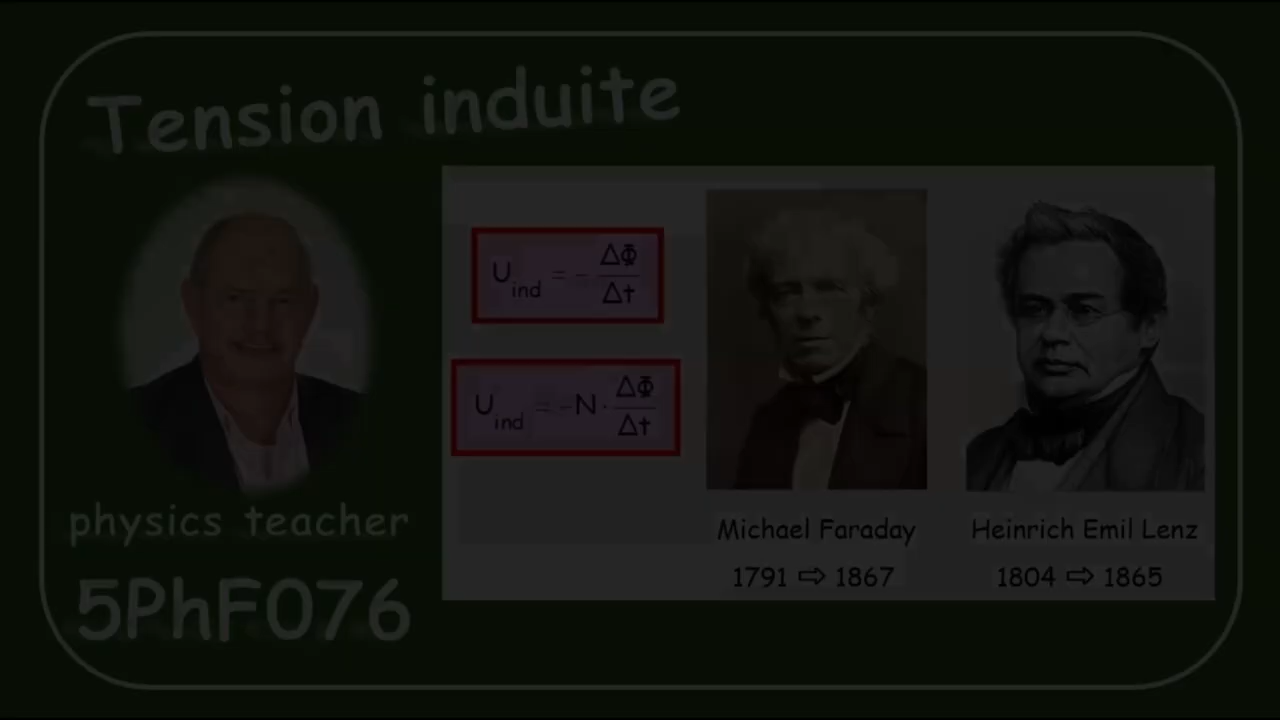 Tension induite
U_ind = - ΔΦ/Δt
U_ind = -N · ΔΦ/Δt
physics teacher
5PhF076
Michael Faraday
1791 ⇨ 1867
Heinrich Emil Lenz
1804 ⇨ 1865